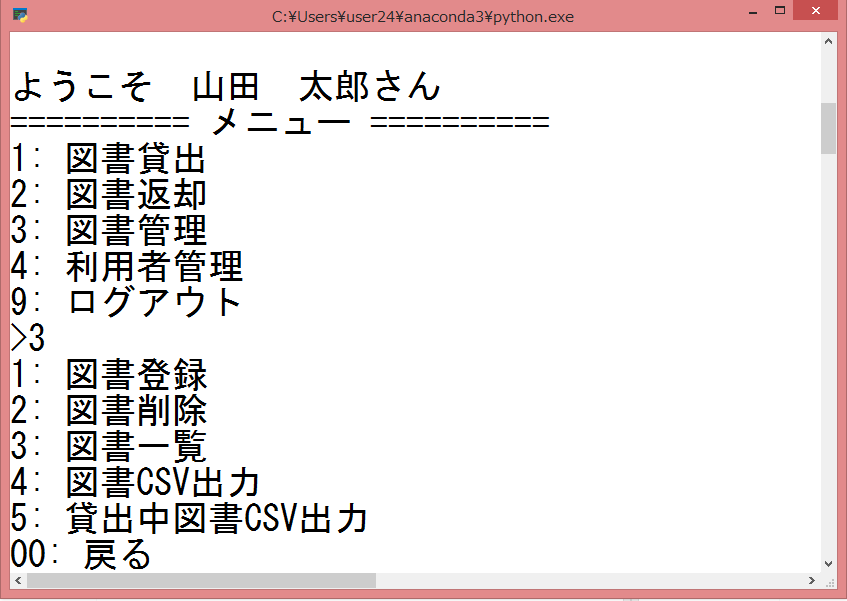 C:¥Users¥user24¥anaconda3¥python.exe
ようこそ　山田　太郎さん
========== メニュー ==========
1: 図書貸出
2: 図書返却
3: 図書管理
4: 利用者管理
9: ログアウト
>3
1: 図書登録
2: 図書削除
3: 図書一覧
4: 図書CSV出力
5: 貸出中図書CSV出力
00: 戻る